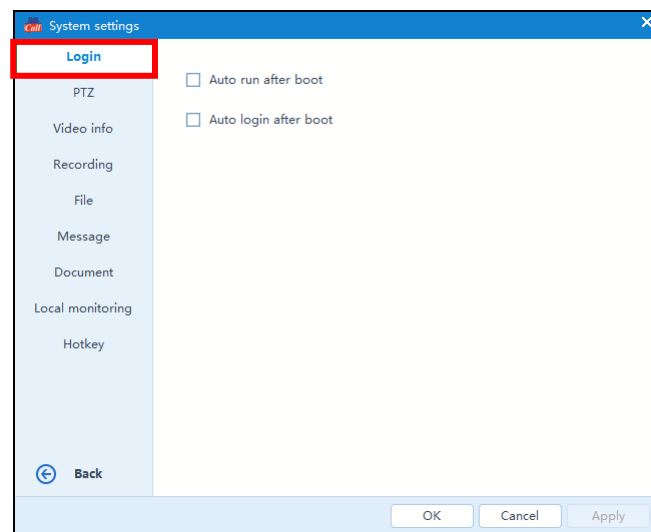 Call System settings
Login
PTZ
Video info
Recording
File
Message
Document
Local monitoring
Hotkey
Back
Auto run after boot
Auto login after boot
OK Cancel Apply